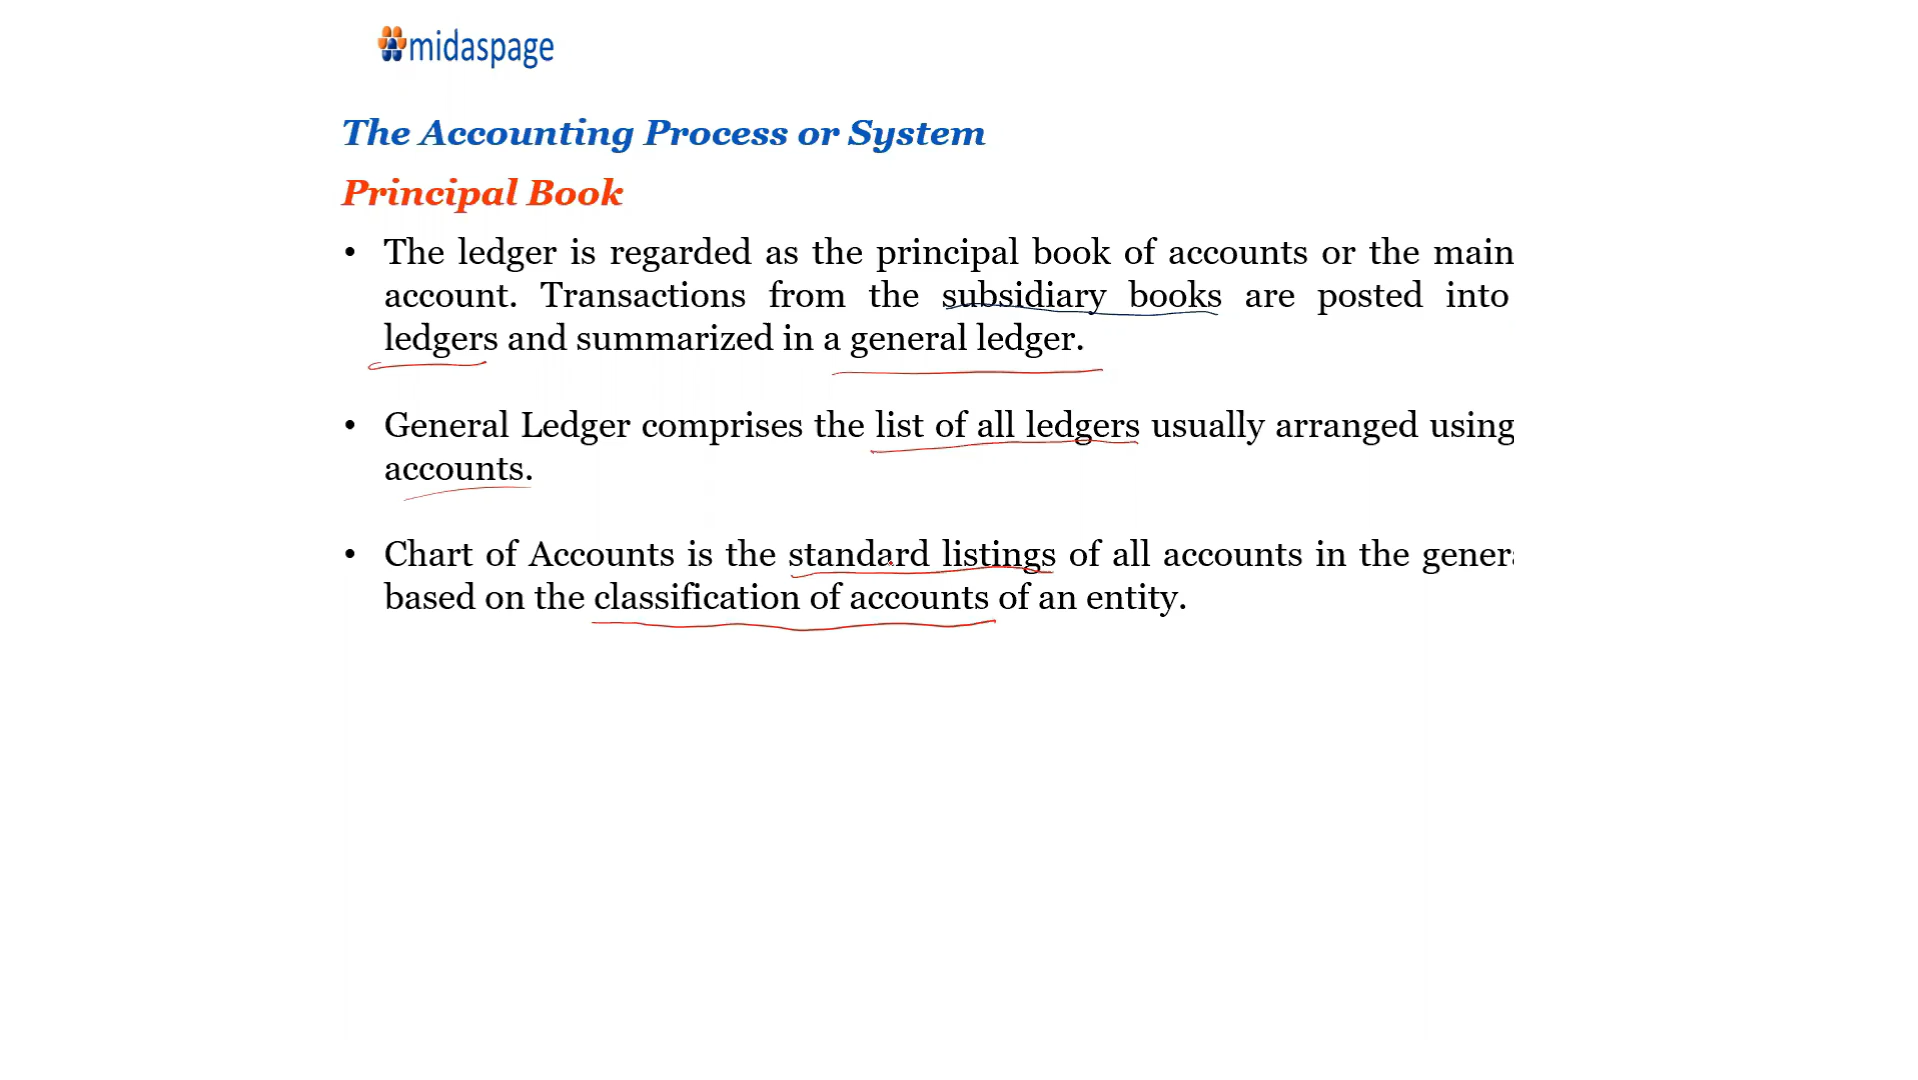 midaspage
The Accounting Process or System
Principal Book
• The ledger is regarded as the principal book of accounts or the main
account. Transactions from the subsidiary books are posted into
ledgers and summarized in a general ledger.
• General Ledger comprises the list of all ledgers usually arranged using
accounts.
• Chart of Accounts is the standard listings of all accounts in the
based on the classification of accounts of an entity.